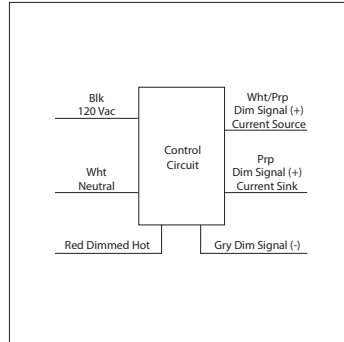 Blk
120 Vac
Wht
Neutral
Red Dimmed Hot
Control
Circuit
Wht/Prp
Dim Signal (+)
Current Source
Prp
Dim Signal (+)
Current Sink
Gry Dim Signal (-)